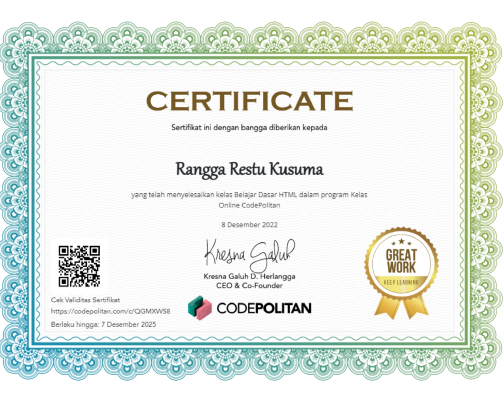 CERTIFICATE
Sertifikat ini dengan bangga diberikan kepada
Rangga Restu Kusuma
yang telah menyelesaikan kelas Belajar Dasar HTML dalam program Kelas
Online CodePolitan
8 Desember 2022
Kresna Galuh
Kresna Galuh D. Herlangga
CEO & Co-Founder
CODEPOLITAN
GREAT
WORK
KEEP LEARNING
Cek Validitas Sertifikat
https://codepolitan.com/c/QGMXWS8
Berlaku hingga: 7 Desember 2025